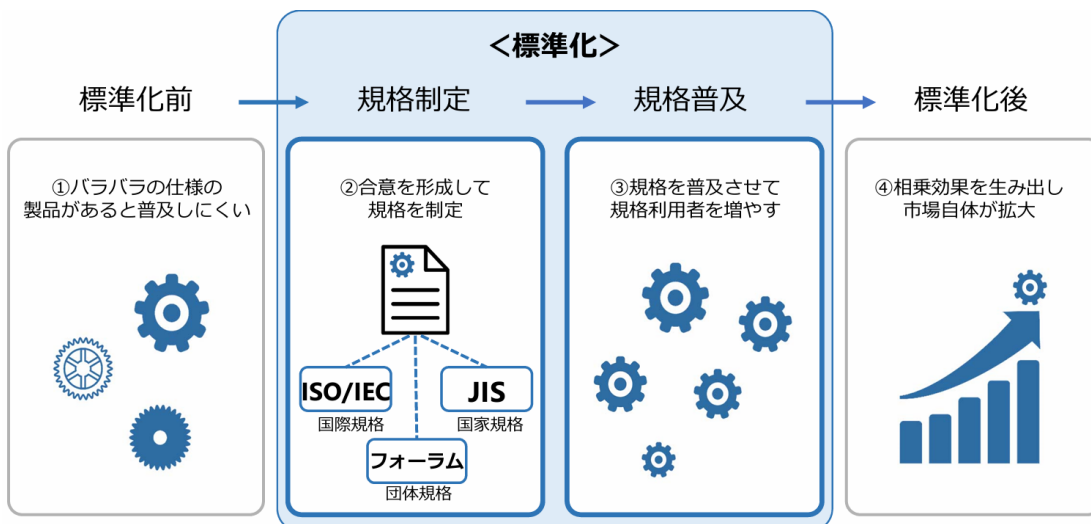 <標準化>
標準化前
規格制定
規格普及
標準化後
①バラバラの仕様の
製品があると普及しにくい
②合意を形成して
規格を制定
ISO/IEC
国際規格
JIS
国家規格
フォーラム
団体規格
③規格を普及させて
規格利用者を増やす
④相乗効果を生み出し
市場自体が拡大